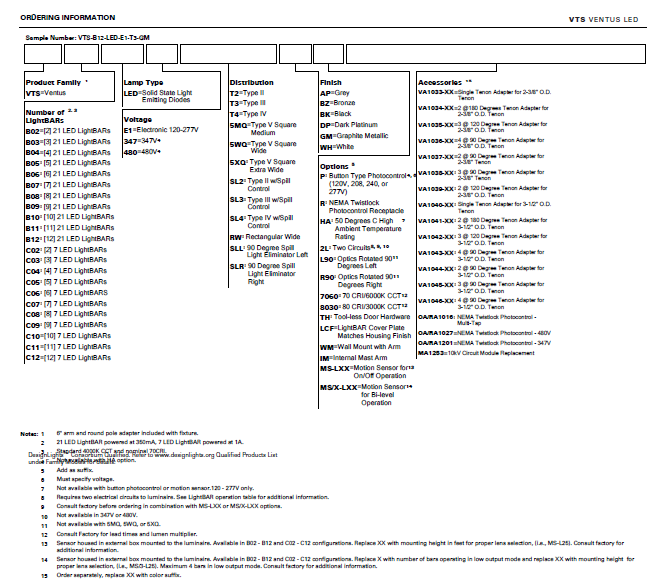 ORDERING INFORMATION
VTS VENTUS LED
Sample Number: VTS-B12-LED-E1-T3-GM
Product Family 1
VTS=Ventus
Number of 2, 3
LightBARs
B02=[2] 21 LED LightBARs
B03=[3] 21 LED LightBARs
B04=[4] 21 LED LightBARs
B05=[5] 21 LED LightBARs
B06=[6] 21 LED LightBARs
B07=[7] 21 LED LightBARs
B08=[8] 21 LED LightBARs
B09=[9] 21 LED LightBARs
B10=[10] 21 LED LightBARs
B11=[11] 21 LED LightBARs
B12=[12] 21 LED LightBARs
C02=[2] 7 LED LightBARs
C03=[3] 7 LED LightBARs
C04=[4] 7 LED LightBARs
C05=[5] 7 LED LightBARs
C06=[6] 7 LED LightBARS
C07=[7] 7 LED LightBARs
C08=[8] 7 LED LightBARs
C09=[9] 7 LED LightBARs
C10=[10] 7 LED LightBARs
C11=[11] 7 LED LightBARs
C12=[12] 7 LED LightBARs
Lamp Type
LED=Solid State Light
Emitting Diodes
Voltage
E1=Electronic 120-277V
347=347V4
480=480V4
Distribution
T2=Type II
T3=Type III
T4=Type IV
5MQ=Type V Square
Medium
5WQ=Type V Square
Wide
5XQ=Type V Square
Extra Wide
SL2=Type II w/Spill
Control
SL3=Type III w/Spill
Control
SL4=Type IV w/Spill
Control
RW=Rectangular Wide
SLL=90 Degree Spill
Light Eliminator Left
SLR=90 Degree Spill
Light Eliminator
Right
Finish
AP=Grey
BZ=Bronze
BK=Black
DP=Dark Platinum
GM=Graphite Metallic
WH=White
Options 5
P=Button Type Photocontrol4, 6
(120V, 208, 240, or
277V)
R=NEMA Twistlock
Photocontrol Receptacle
HA=50 Degrees C High 7
Ambient Temperature
Rating
2L=Two Circuits8, 9, 10
L90=Optics Rotated 9011
Degrees Left
R90=Optics Rotated 9011
Degrees Right
7060=70 CRI/6000K CCT12
8030=80 CRI/3000K CCT12
TH=Tool-less Door Hardware
LCF=LightBAR Cover Plate
Matches Housing Finish
WM=Wall Mount with Arm
IM=Internal Mast Arm
MS-LXX=Motion Sensor13
On/Off Operation
MS/X-LXX=Motion Sensor14
for Bi-level
Operation
Accessories 15
VA1033-XX=Single Tenon Adapter for 2-3/8" O.D.
Tenon
VA1034-XX=2 @180 Degrees Tenon Adapter for
2-3/8" O.D. Tenon
VA1035-XX=3 @ 120 Degree Tenon Adapter for
2-3/8" O.D. Tenon
VA1036-XX=4 @ 90 Degree Tenon Adapter for
2-3/8" O.D. Tenon
VA1037-XX=2 @ 90 Degree Tenon Adapter for
2-3/8" Tenon
VA1038-XX=3 @ 90 Degree Tenon Adapter for
2-3/8" O.D. Tenon
VA1039-XX=2 @ 120 Degree Tenon Adapter for
2-3/8" O.D. Tenon
VA1040-XX=Single Tenon Adapter for 3-1/2" O.D.
Tenon
VA1041-XX=2 @ 180 Degree Tenon Adapter for
3-1/2" O.D. Tenon
VA1042-XX=3 @ 120 Degree Tenon Adapter for
3-1/2" O.D. Tenon
VA1043-XX=4 @ 90 Degree Tenon Adapter for
3-1/2" O.D. Tenon
VA1044-XX=2 @ 90 Degree Tenon Adapter for
3-1/2" O.D. Tenon
VA1045-XX=3 @ 90 Degree Tenon Adapter for
3-1/2" O.D. Tenon
VA1046-XX=4 @ 90 Degree Tenon Adapter for
3-1/2" O.D. Tenon
OA/RA1016=NEMA Twistlock Photocontrol -
Multi-Tap
OA/RA1027=NEMA Twistlock Photocontrol - 480V
OA/RA1201=NEMA Twistlock Photocontrol - 347V
MA1253=10kV Circuit Module Replacement
Notes: 1 6" arm and round pole adapter included with fixture.
2 21 LED LightBAR powered at 350mA, 7 LED LightBAR powered at 1A.
3 Standard 4000K CCT and nominal 70CRI.
DesignLights Consortium Qualified. Refer to www.designlights.org Qualified Products List
4 Not available with HA option.
under Family Models for details.
5 Add as suffix.
6 Must specify voltage.
7 Not available with button photocontrol or motion sensor.120 - 277V only.
8 Requires two electrical circuits to luminaire. See LightBAR operation table for additional information.
9 Consult factory before ordering in combination with MS-LXX or MS/X-LXX options.
10 Not available in 347V or 480V.
11 Not available with 5MQ, 5WQ, or 5XQ.
12 Consult Factory for lead times and lumen multiplier.
13 Sensor housed in external box mounted to the luminaire. Available in B02 - B12 and C02 - C12 configurations. Replace XX with mounting height in feet for proper lens selection, (i.e., MS-L25). Consult factory for
additional information.
14 Sensor housed in external box mounted to the luminaire. Available in B02 - B12 and C02 - C12 configurations. Replace X with number of bars operating in low output mode and replace XX with mounting height for
proper lens selection, (i.e., MS/3-L25). Maximum 4 bars in low output mode. Consult factory for additional information.
15 Order separately, replace XX with color suffix.